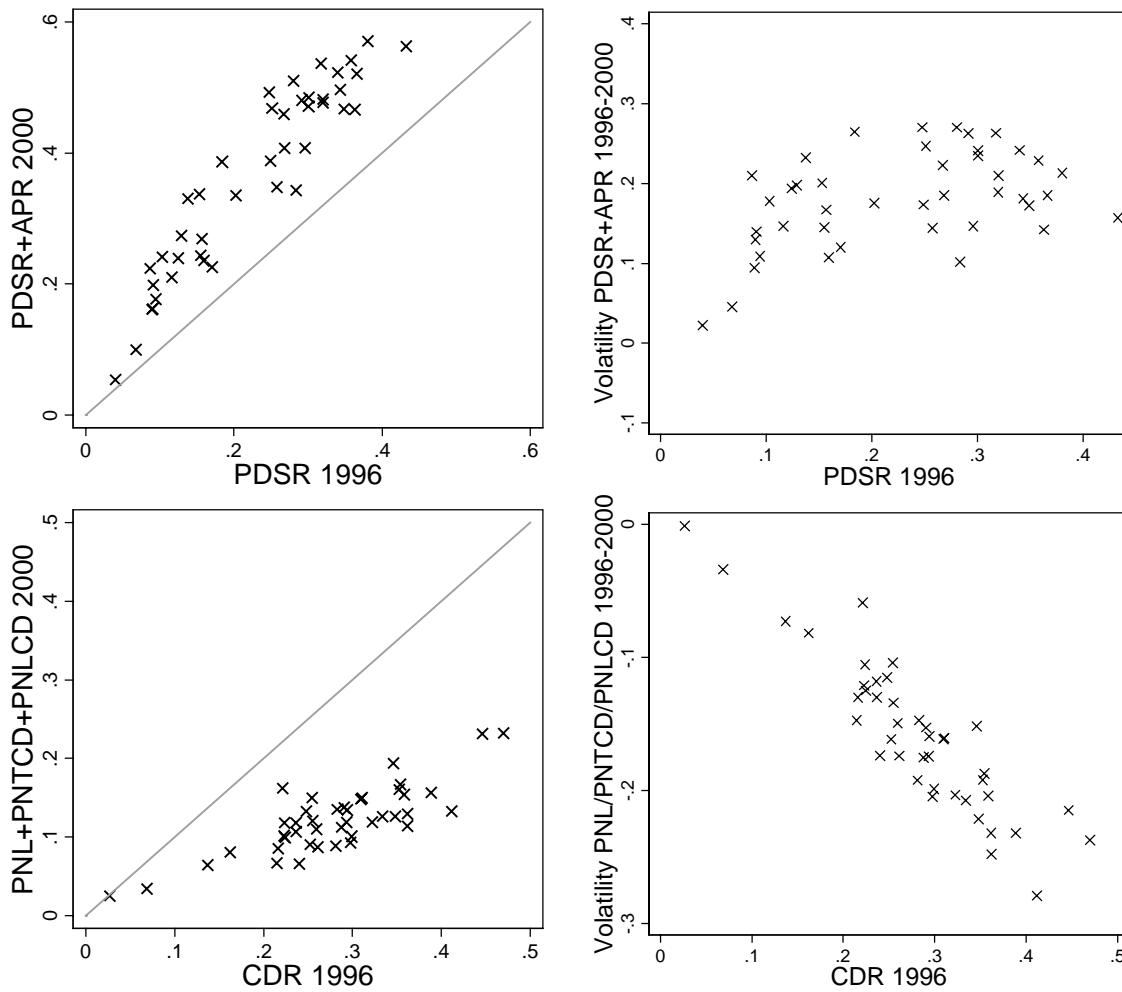 PDSR+APR 2000
.6
.4
.2
0
0 .2 .4 .6
PDSR 1996
Volatility PDSR+APR 1996-2000
.4
.3
.2
.1
0
-.1
0 .1 .2 .3 .4
PDSR 1996
PNL+PNTCD+PNLCD 2000
.5
.4
.3
.2
.1
0
0 .1 .2 .3 .4 .5
CDR 1996
Volatility PNL/PNTCD/PNLCD 1996-2000
0
-.1
-.2
-.3
0 .1 .2 .3 .4 .5
CDR 1996